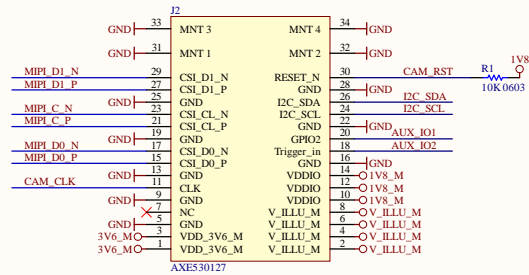 J2
GND 33 MNT 3 MNT 4 34 GND
GND 31 MNT 1 MNT 2 32 GND
MIPI_D1_N 29 CSI_D1_N RESET_N 30 CAM_RST R1 10K 0603 1V8
MIPI_D1_P 27 CSI_D1_P GND 28 GND
GND 25 GND I2C_SDA 26 I2C_SDA
MIPI_C_N 23 CSI_CL_N I2C_SCL 24 I2C_SCL
MIPI_C_P 21 CSI_CL_P GND 22 GND
GND 19 GND GPIO2 20 AUX_IO1
MIPI_D0_N 17 CSI_D0_N Trigger_in 18 AUX_IO2
MIPI_D0_P 15 CSI_D0_P GND 16 GND
GND 13 GND VDDIO 14 1V8_M
CAM_CLK 11 CLK VDDIO 12 1V8_M
GND 9 GND VDDIO 10 1V8_M
7 NC V_ILLU_M 8 V_ILLU_M
GND 5 GND V_ILLU_M 6 V_ILLU_M
3V6_M 3 VDD_3V6_M V_ILLU_M 4 V_ILLU_M
3V6_M 1 VDD_3V6_M V_ILLU_M 2 V_ILLU_M
AXE530127